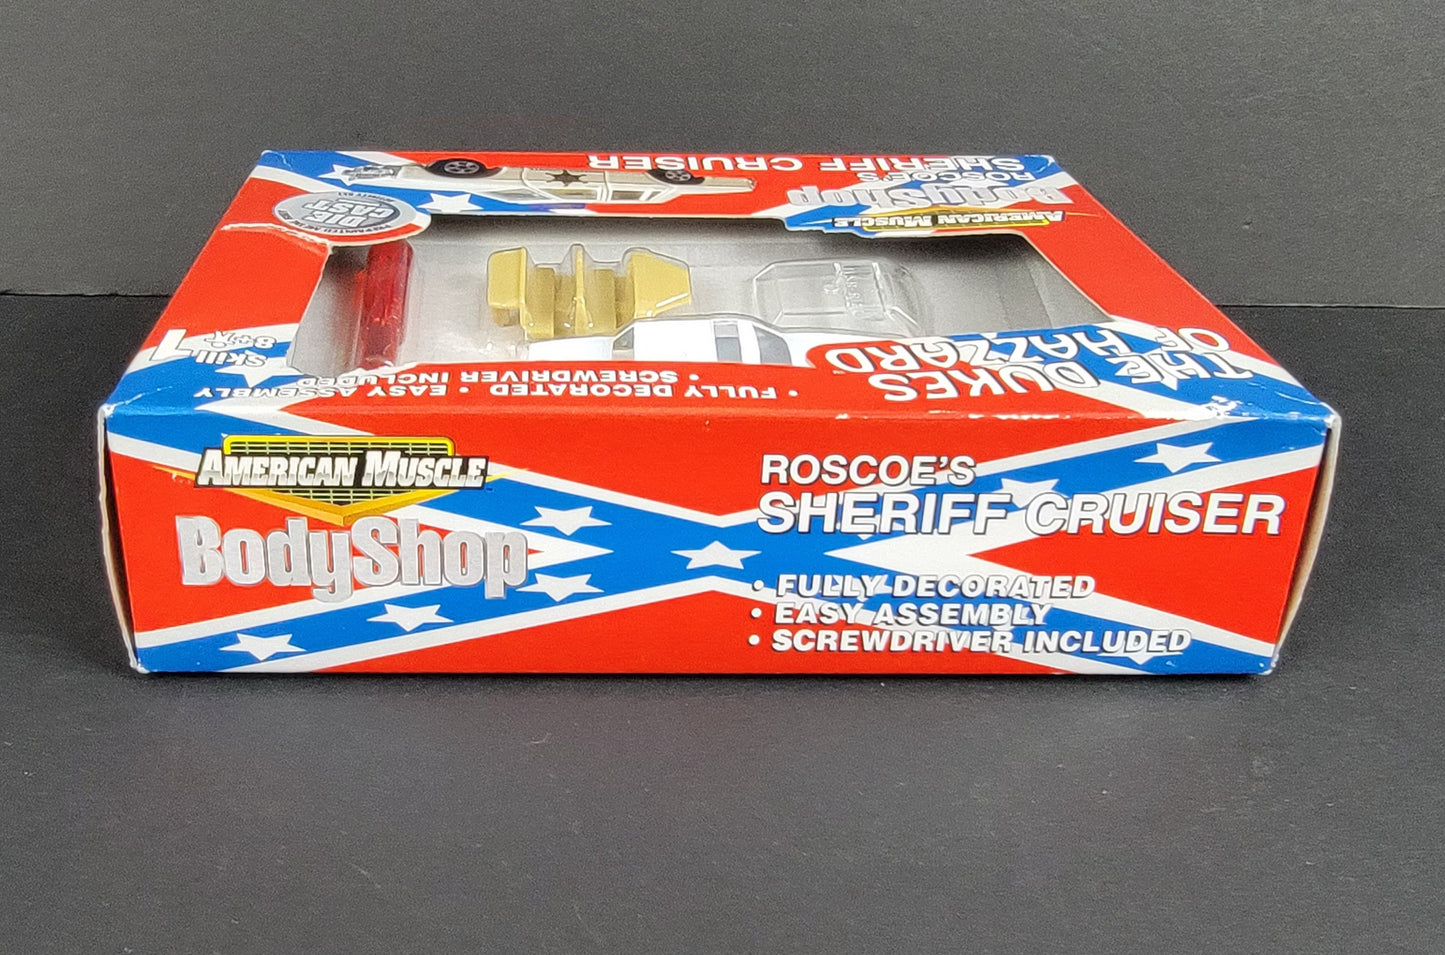 ROSCOE'S
SHERIFF CRUISER
AMERICAN MUSCLE
BodyShop
DIE
CAST
Skill 1
THE DUKES
OF HAZZARD
• FULLY DECORATED • EASY ASSEMBLY
• SCREWDRIVER INCLUDED
AMERICAN MUSCLE
BodyShop
ROSCOE'S
SHERIFF CRUISER
• FULLY DECORATED
• EASY ASSEMBLY
• SCREWDRIVER INCLUDED